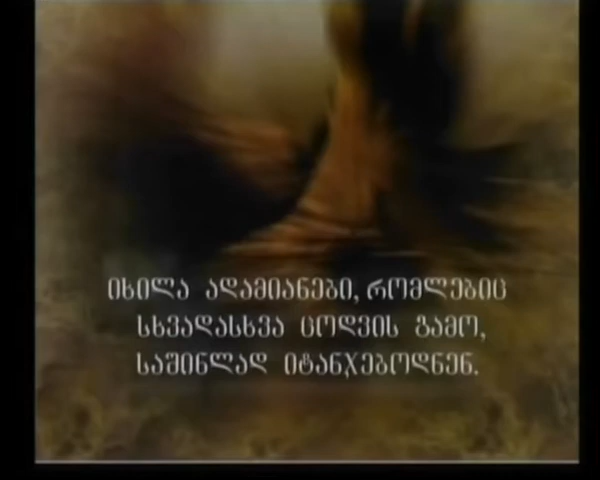 იხილა ადამიანები, რომლებიც
სხვადასხვა ცოდვის გამო,
საშინლად იტანჯებოდნენ.